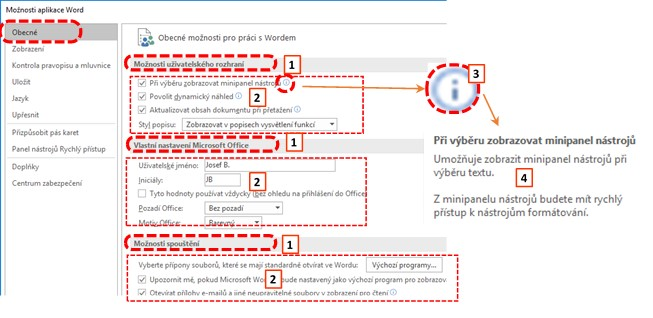 Možnosti aplikace Word
Obecné
Zobrazení
Kontrola pravopisu a mluvnice
Uložit
Jazyk
Upřesnit
Přizpůsobit pás karet
Panel nástrojů Rychlý přístup
Doplňky
Centrum zabezpečení
Obecné možnosti pro práci s Wordem
Možnosti uživatelského rozhraní
1
Při výběru zobrazovat minipanel nástrojů
Povolit dynamický náhled
2
Aktualizovat obsah dokumentu při přetažení
Styl popisu: Zobrazovat v popisech vysvětlení funkcí
Vlastní nastavení Microsoft Office
1
Uživatelské jméno: Josef B.
Iniciály: JB
2
Tyto hodnoty používat vždycky (bez ohledu na přihlášení do Office
Pozadí Office: Bez pozadí
Motiv Office: Barevný
Možnosti spouštění
1
Vyberte přípony souborů, které se mají standardně otvírat ve Wordu: Výchozí programy...
2
Upozornit mě, pokud Microsoft Word nebude nastavený jako výchozí program pro zobrazov
Otevírat přílohy e-mailů a jiné neupravitelné soubory v zobrazení pro čtení
3
i
Při výběru zobrazovat minipanel nástrojů
Umožňuje zobrazit minipanel nástrojů při
výběru textu.
4
Z minipanelu nástrojů budete mít rychlý
přístup k nástrojům formátování.